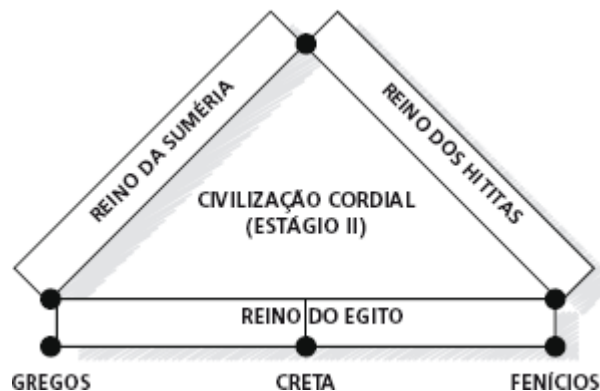 REINO DA SUMÉRIA
REINO DOS HITITAS
CIVILIZAÇÃO CORDIAL
(ESTÁGIO II)
REINO DO EGITO
GREGOS
CRETA
FENÍCIOS